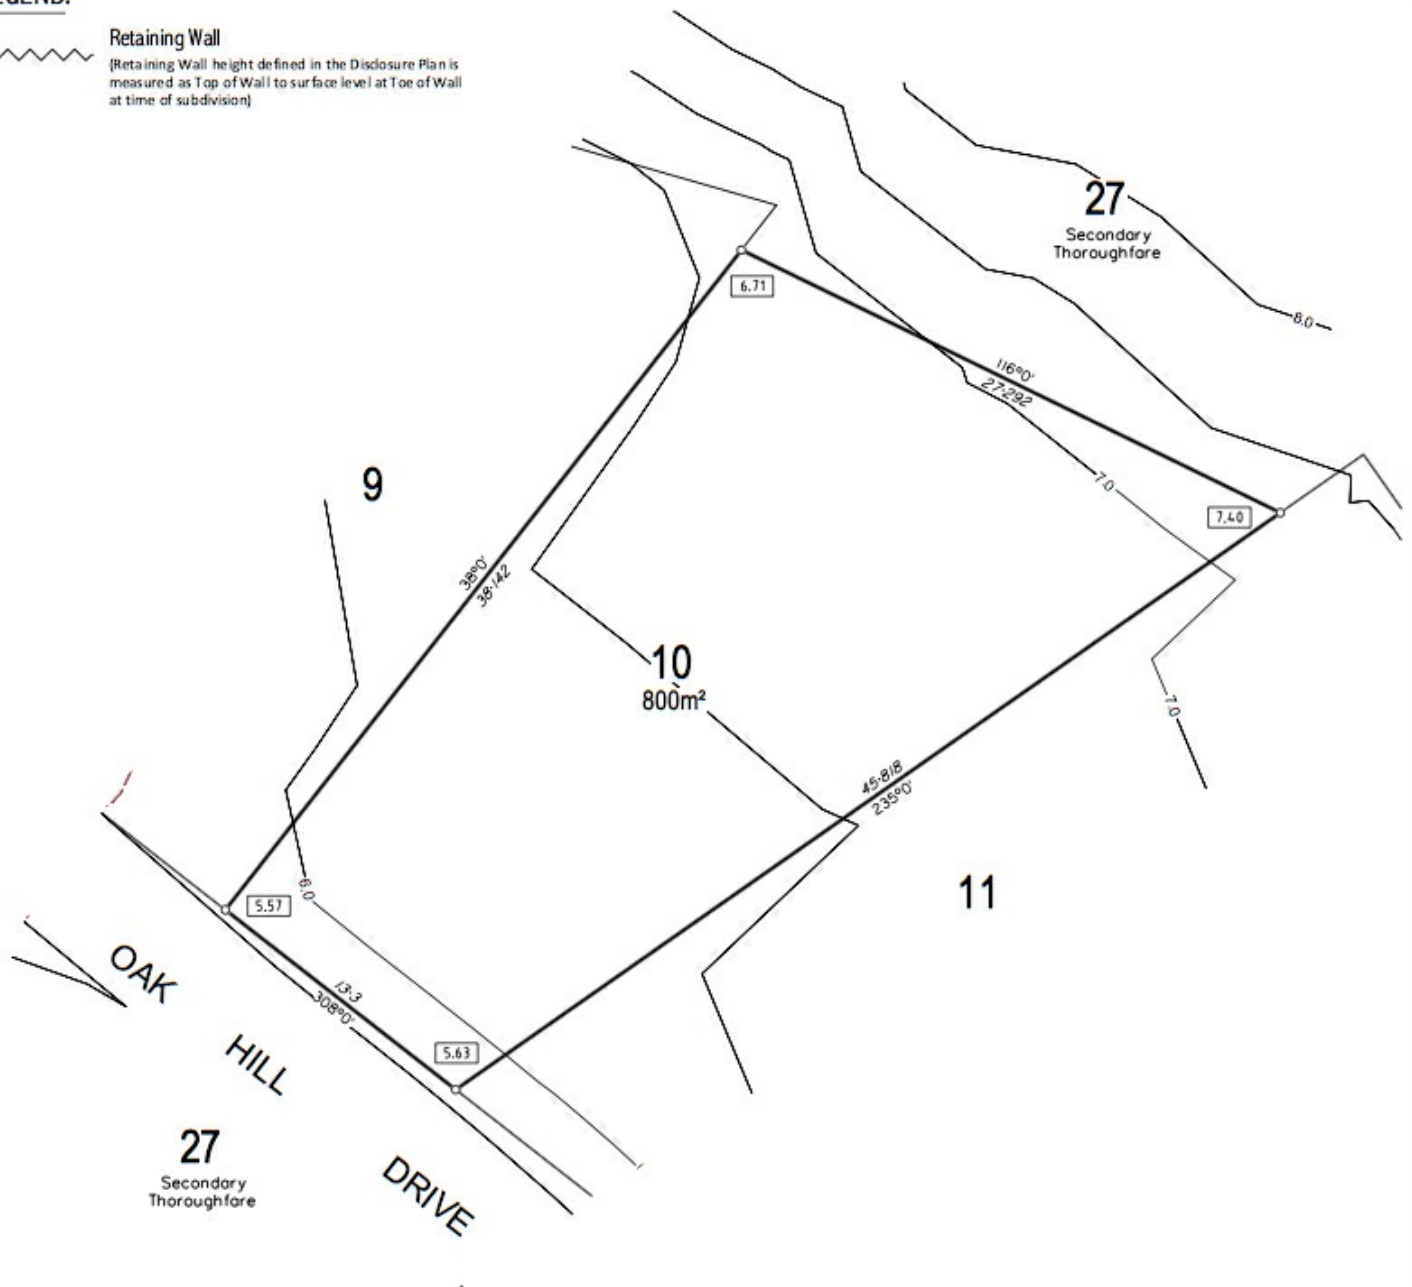 Retaining Wall
(Retaining Wall height defined in the Disclosure Plan is
measured as Top of Wall to surface level at Toe of Wall
at time of subdivision)
27
Secondary
Thoroughfare
8.0
6.71
116°0'
27·292
7.0
7.40
9
38°0'
38·142
10
800m²
7.0
45·818
235°0'
11
6.0
5.57
13·3
308°0'
5.63
OAK
HILL
DRIVE
27
Secondary
Thoroughfare